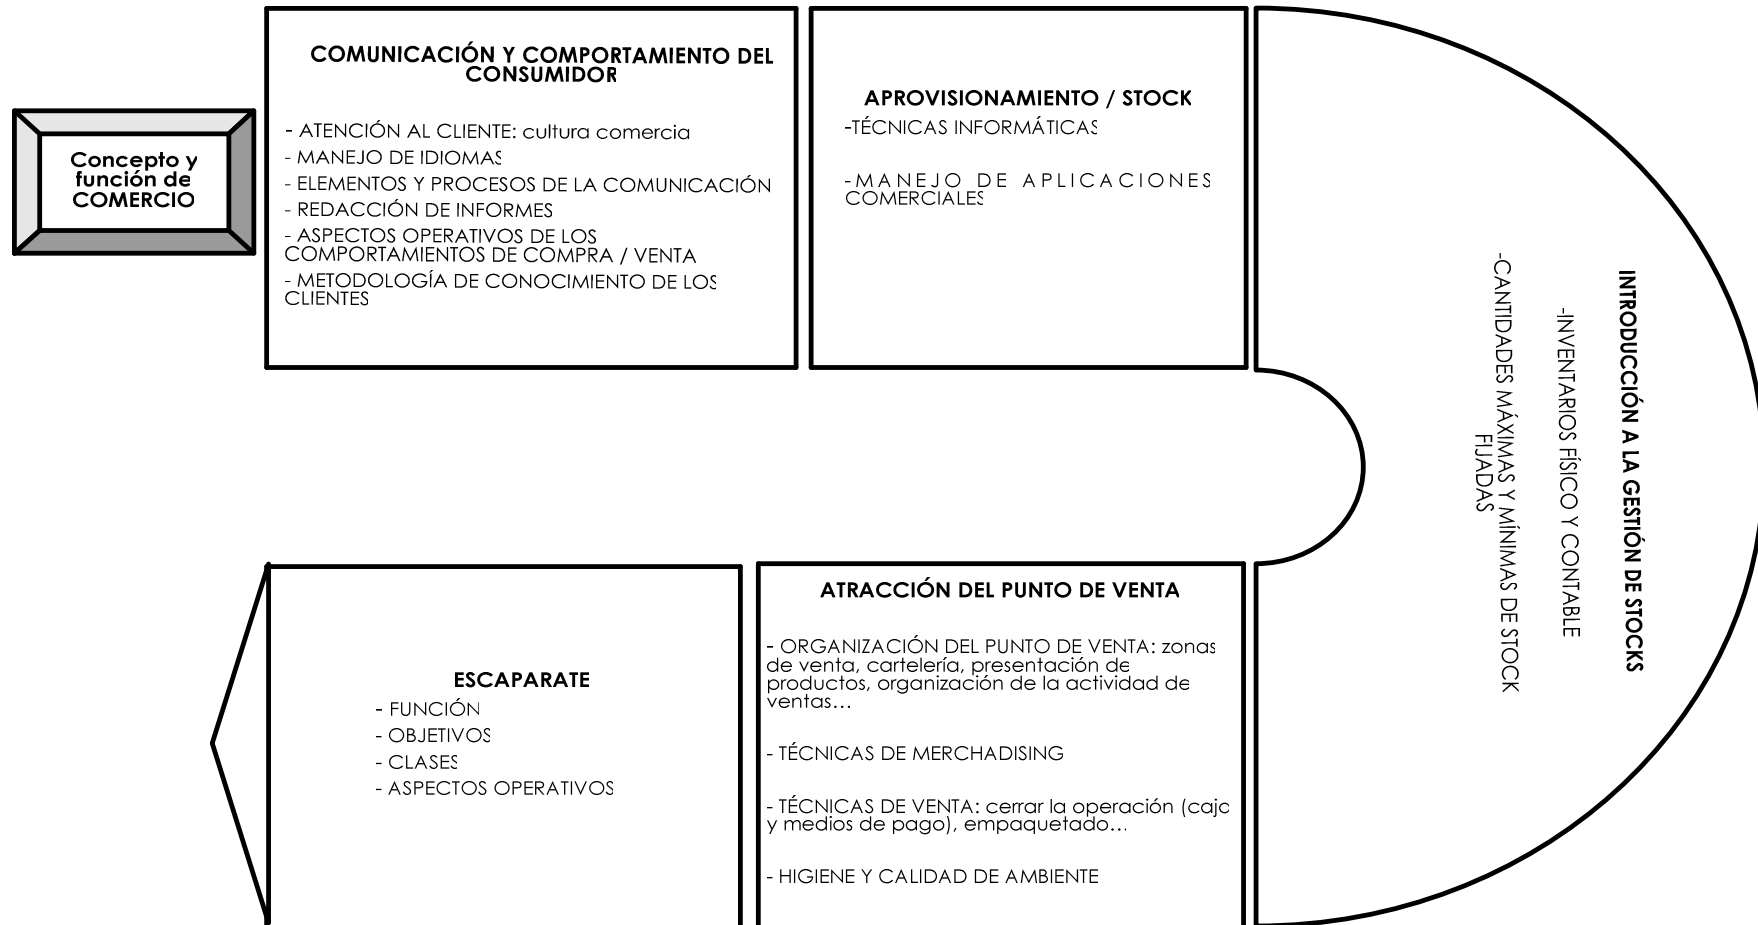 Concepto y
función de
COMERCIO
COMUNICACIÓN Y COMPORTAMIENTO DEL
CONSUMIDOR
- ATENCIÓN AL CLIENTE: cultura comercia
- MANEJO DE IDIOMAS
- ELEMENTOS Y PROCESOS DE LA COMUNICACIÓN
- REDACCIÓN DE INFORMES
- ASPECTOS OPERATIVOS DE LOS
COMPORTAMIENTOS DE COMPRA / VENTA
- METODOLOGÍA DE CONOCIMIENTO DE LOS
CLIENTES
APROVISIONAMIENTO / STOCK
-TÉCNICAS INFORMÁTICAS
-MANEJO DE APLICACIONES
COMERCIALES
INTRODUCCIÓN A LA GESTIÓN DE STOCKS
-INVENTARIOS FÍSICO Y CONTABLE
-CANTIDADES MÁXIMAS Y MÍNIMAS DE STOCK
FIJADAS
ATRACCIÓN DEL PUNTO DE VENTA
- ORGANIZACIÓN DEL PUNTO DE VENTA: zonas
de venta, cartelería, presentación de
productos, organización de la actividad de
ventas...
- TÉCNICAS DE MERCHADISING
- TÉCNICAS DE VENTA: cerrar la operación (caja
y medios de pago), empaquetado...
- HIGIENE Y CALIDAD DE AMBIENTE
ESCAPARATE
- FUNCIÓN
- OBJETIVOS
- CLASES
- ASPECTOS OPERATIVOS